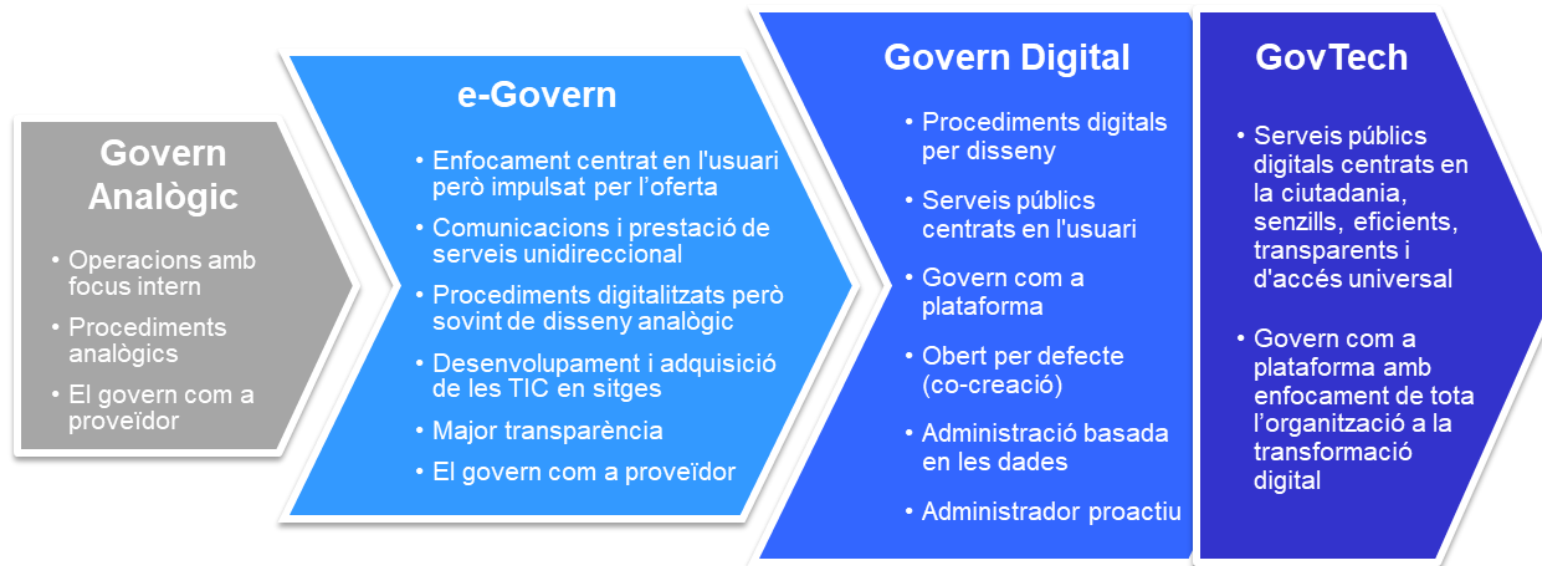 Govern
Analògic
• Operacions amb
focus intern
• Procediments
analògics
• El govern com a
proveïdor
e-Govern
• Enfocament centrat en l'usuari
però impulsat per l’oferta
• Comunicacions i prestació de
serveis unidireccional
• Procediments digitalitzats però
sovint de disseny analògic
• Desenvolupament i adquisició
de les TIC en sitges
• Major transparència
• El govern com a proveïdor
Govern Digital
• Procediments digitals
per disseny
• Serveis públics
centrats en l'usuari
• Govern com a
plataforma
• Obert per defecte
(co-creació)
• Administració basada
en les dades
• Administrador proactiu
GovTech
• Serveis públics
digitals centrats en
la ciutadania,
senzills, eficients,
transparents i
d'accés universal
• Govern com a
plataforma amb
enfocament de tota
l’organització a la
transformació
digital